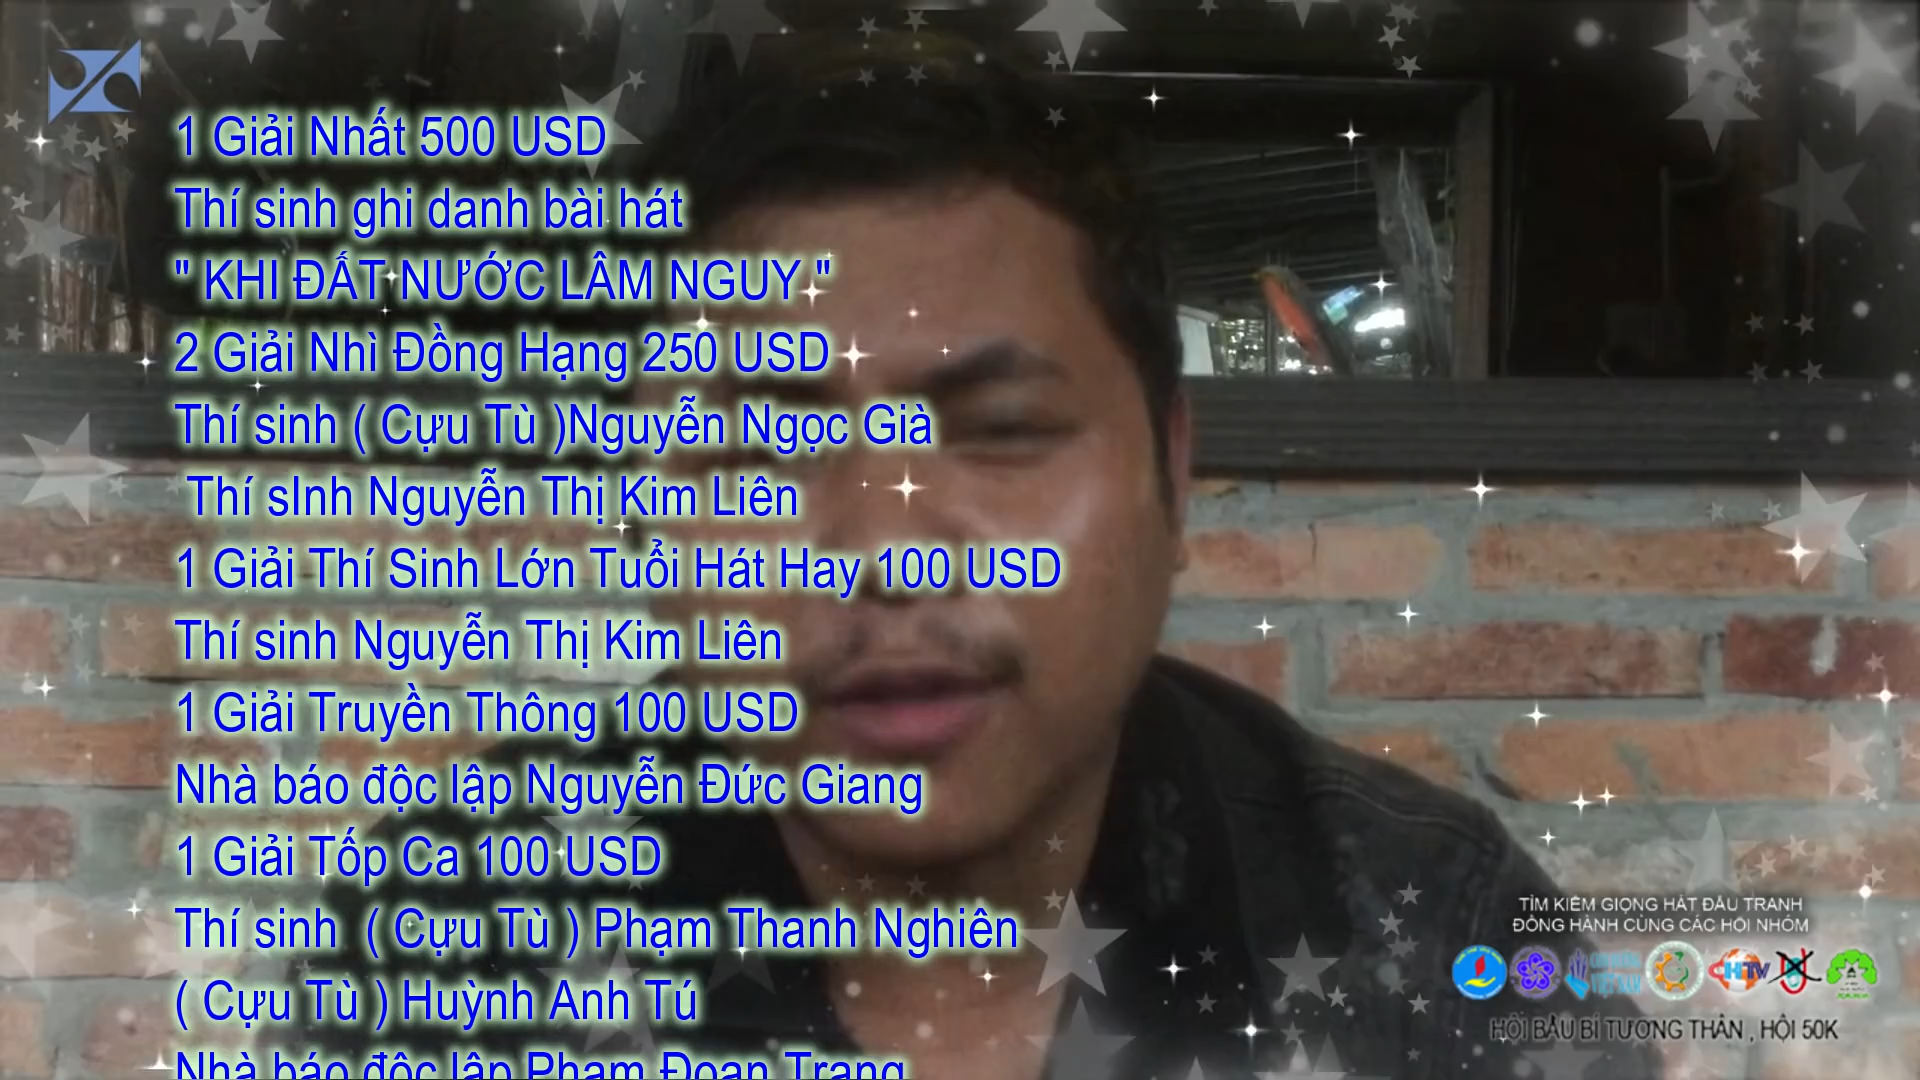 1 Giải Nhất 500 USD
Thí sinh ghi danh bài hát
" KHI ĐẤT NƯỚC LÂM NGUY "
2 Giải Nhì Đồng Hạng 250 USD
Thí sinh ( Cựu Tù )Nguyễn Ngọc Già
Thí sInh Nguyễn Thị Kim Liên
1 Giải Thí Sinh Lớn Tuổi Hát Hay 100 USD
Thí sinh Nguyễn Thị Kim Liên
1 Giải Truyền Thông 100 USD
Nhà báo độc lập Nguyễn Đức Giang
1 Giải Tốp Ca 100 USD
Thí sinh ( Cựu Tù ) Phạm Thanh Nghiên
( Cựu Tù ) Huỳnh Anh Tú
Nhà báo độc lập Phạm Đoan Trang
TÌM KIẾM GIỌNG HÁT ĐẤU TRANH
ĐỒNG HÀNH CÙNG CÁC HỘI NHÓM
CHTV
HỘI BẦU BÍ TƯƠNG THÂN , HỘI 50K